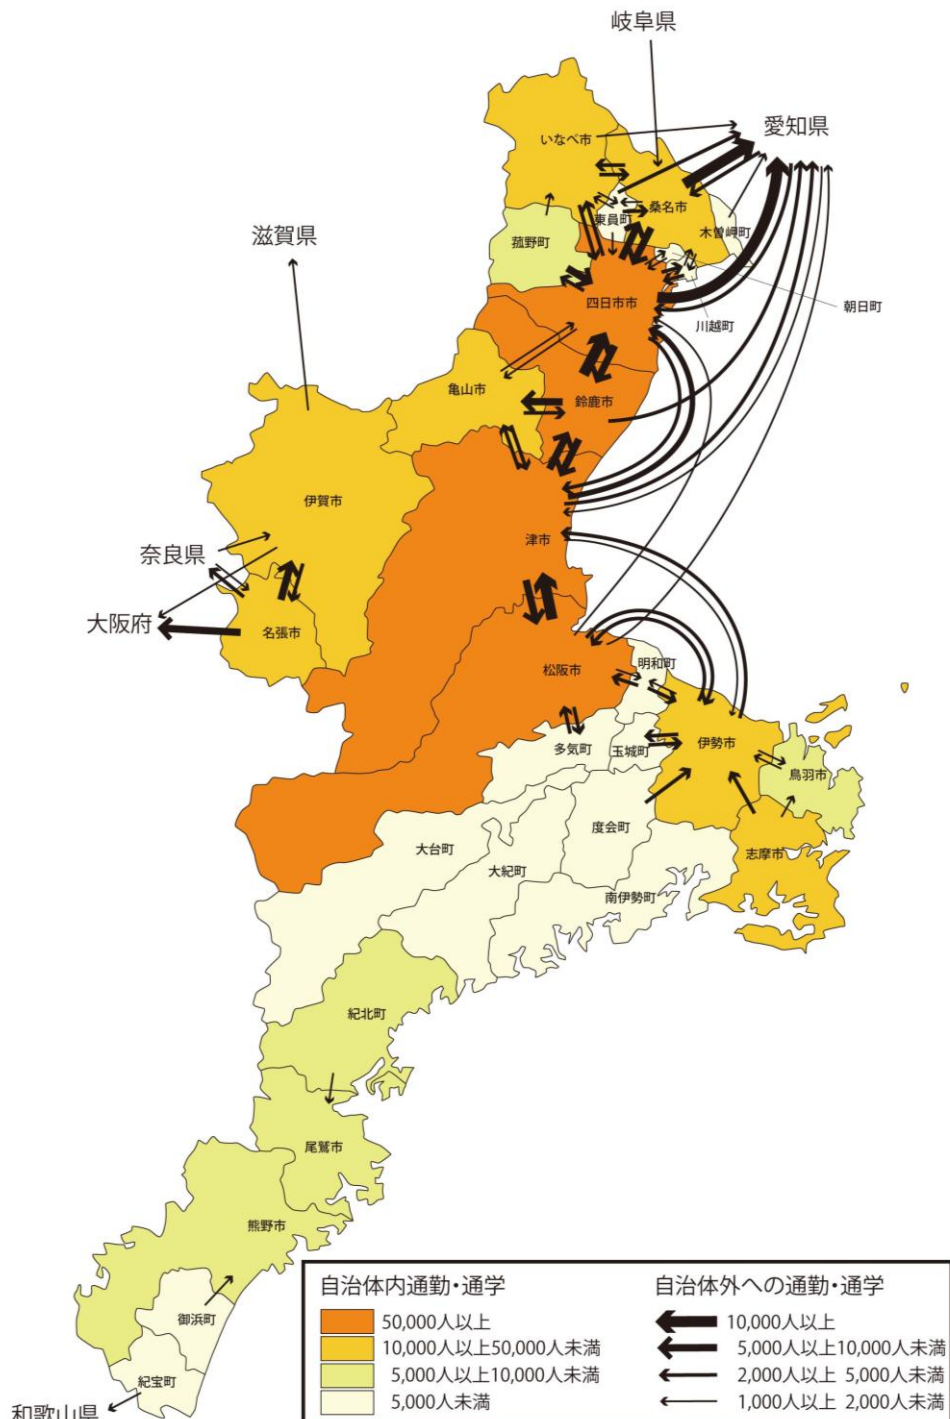 岐阜県
愛知県
いなべ市
桑名市
東員町
木曽岬町
菰野町
滋賀県
四日市市
朝日町
川越町
亀山市
鈴鹿市
伊賀市
津市
奈良県
大阪府
名張市
松阪市
明和町
多気町
玉城町
伊勢市
鳥羽市
度会町
大台町
志摩市
大紀町
南伊勢町
紀北町
尾鷲市
熊野市
御浜町
紀宝町
和歌山県
自治体内通勤・通学
50,000人以上
10,000人以上50,000人未満
5,000人以上10,000人未満
5,000人未満
自治体外への通勤・通学
10,000人以上
5,000人以上10,000人未満
2,000人以上 5,000人未満
1,000人以上 2,000人未満